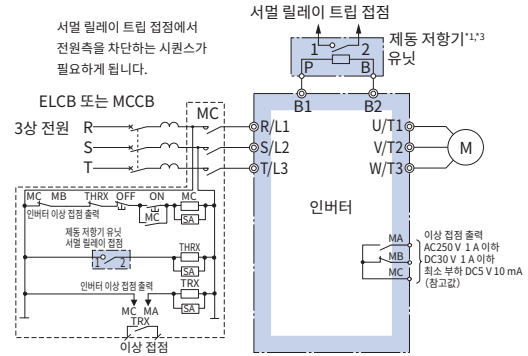 서멀 릴레이 트립 접점에서
전원측을 차단하는 시퀀스가
필요하게 됩니다.
서멀 릴레이 트립 접점
1 2
P B
제동 저항기*1,*3
유닛
B1 B2
ELCB 또는 MCCB
MC
3상 전원
R
S
T
R/L1
S/L2
T/L3
U/T1
V/T2
W/T3
M
인버터
MC MB THRX OFF ON MC
인버터 이상 접점 출력
MC
SA
제동 저항기 유닛
서멀 릴레이 접점
1 2
THRX
SA
인버터 이상 접점 출력
TRX
SA
MC MA
TRX
이상 접점
MA
MB
MC
이상 접점 출력
AC250 V 1 A 이하
DC30 V 1 A 이하
최소 부하 DC5 V 10 mA
(참고값)